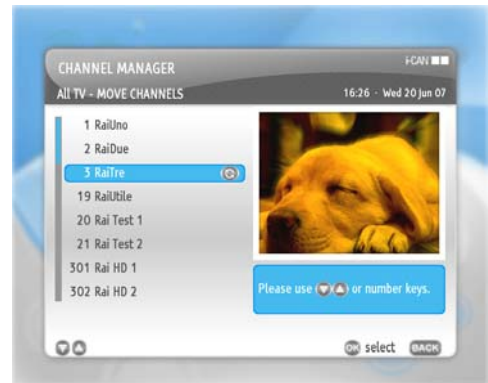 CHANNEL MANAGER
i-CAN
All TV - MOVE CHANNELS
16:26 - Wed 20 Jun 07
1 RaiUno
2 RaiDue
3 RaiTre
19 RaiUtile
20 Rai Test 1
21 Rai Test 2
301 Rai HD 1
302 Rai HD 2
Please use or number keys.
OK select BACK